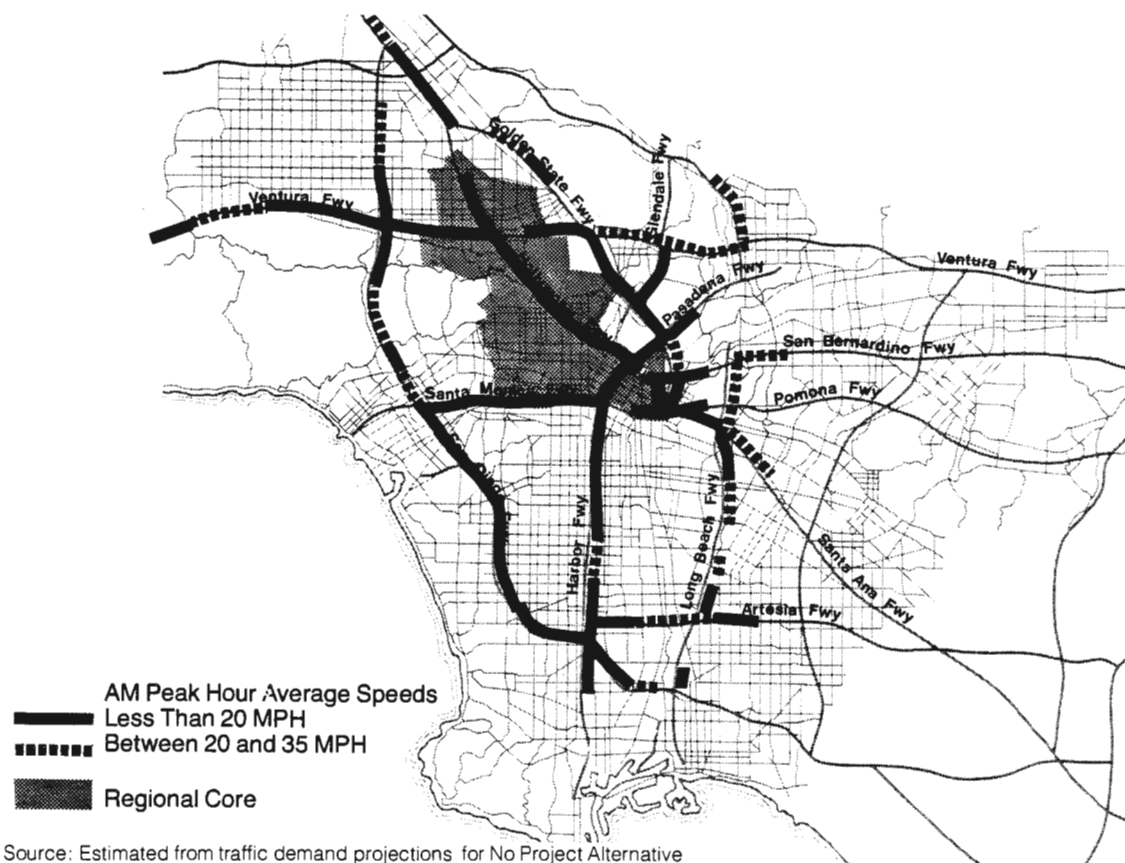 Golden State Fwy
Glendale Fwy
Ventura Fwy
Ventura Fwy
Pasadena Fwy
San Bernardino Fwy
Santa
Pomona Fwy
Harbor Fwy
Long Beach Fwy
Santa Ana Fwy
Artesia Fwy
AM Peak Hour Average Speeds
Less Than 20 MPH
Between 20 and 35 MPH
Regional Core
Source: Estimated from traffic demand projections for No Project Alternative